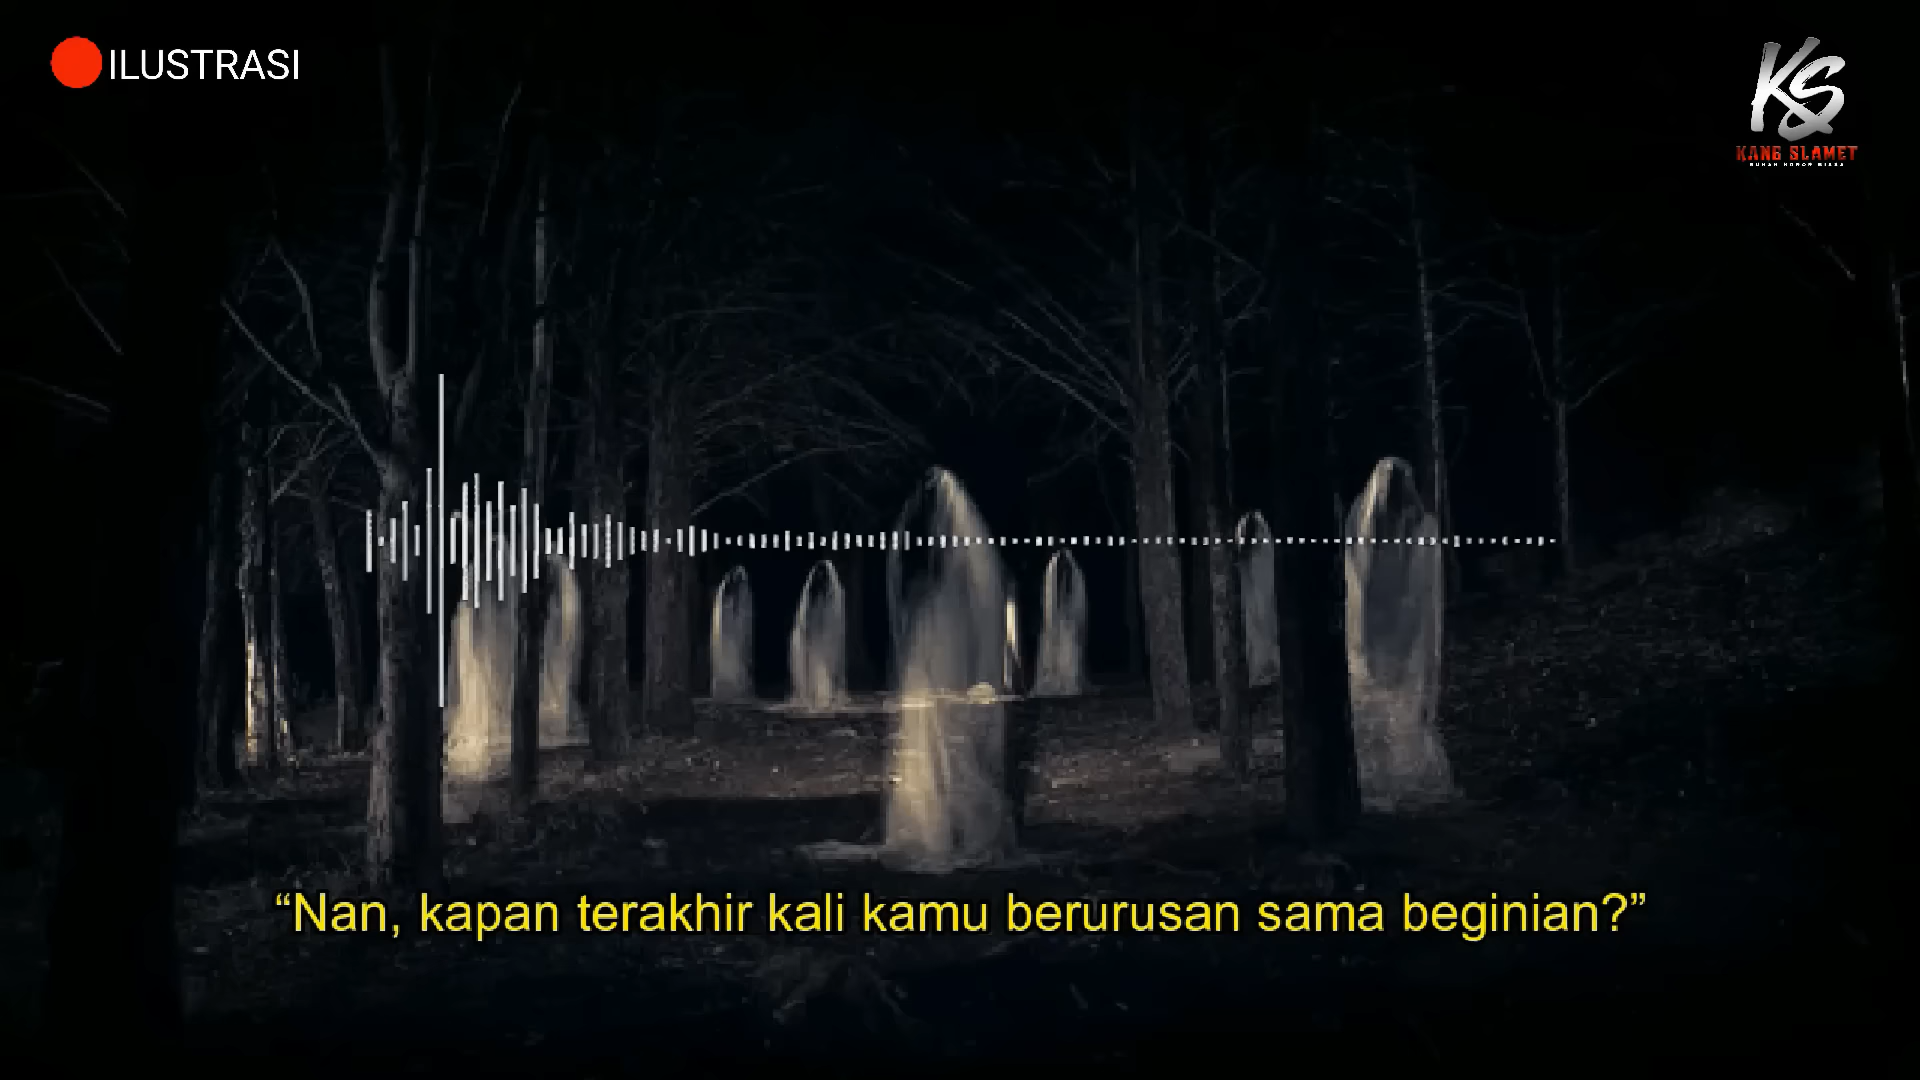 ILUSTRASI
KS
KANG SLAMET
“Nan, kapan terakhir kali kamu berurusan sama beginian?”